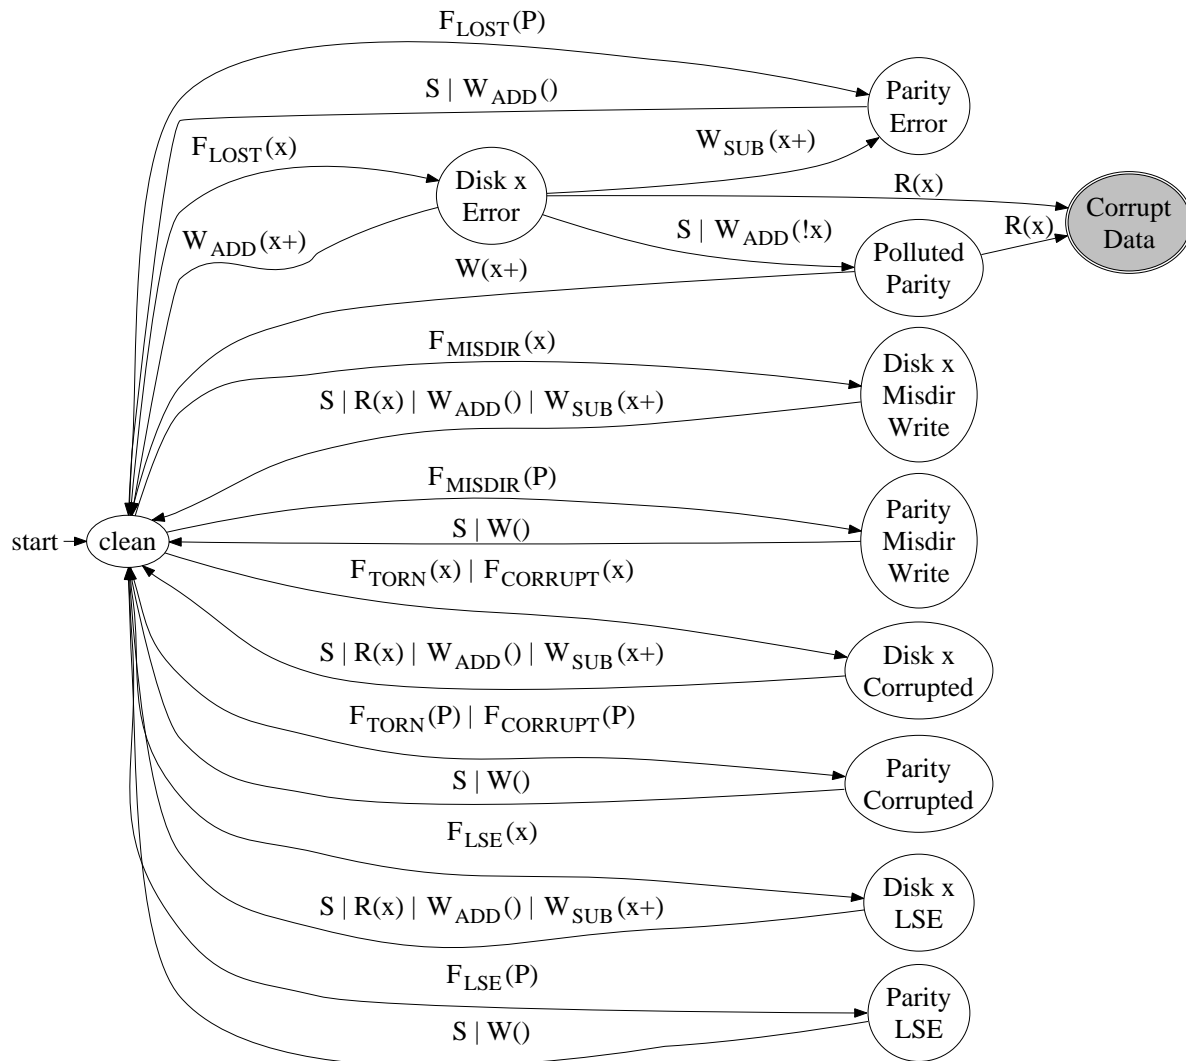 F_LOST(P)
S | W_ADD()
Parity
Error
F_LOST(x)
W_SUB(x+)
Disk x
Error
R(x)
Corrupt
Data
W_ADD(x+)
S | W_ADD(!x)
R(x)
W(x+)
Polluted
Parity
F_MISDIR(x)
Disk x
Misdir
Write
S | R(x) | W_ADD() | W_SUB(x+)
F_MISDIR(P)
Parity
Misdir
Write
S | W()
start
clean
F_TORN(x) | F_CORRUPT(x)
S | R(x) | W_ADD() | W_SUB(x+)
Disk x
Corrupted
F_TORN(P) | F_CORRUPT(P)
S | W()
Parity
Corrupted
F_LSE(x)
S | R(x) | W_ADD() | W_SUB(x+)
Disk x
LSE
F_LSE(P)
S | W()
Parity
LSE